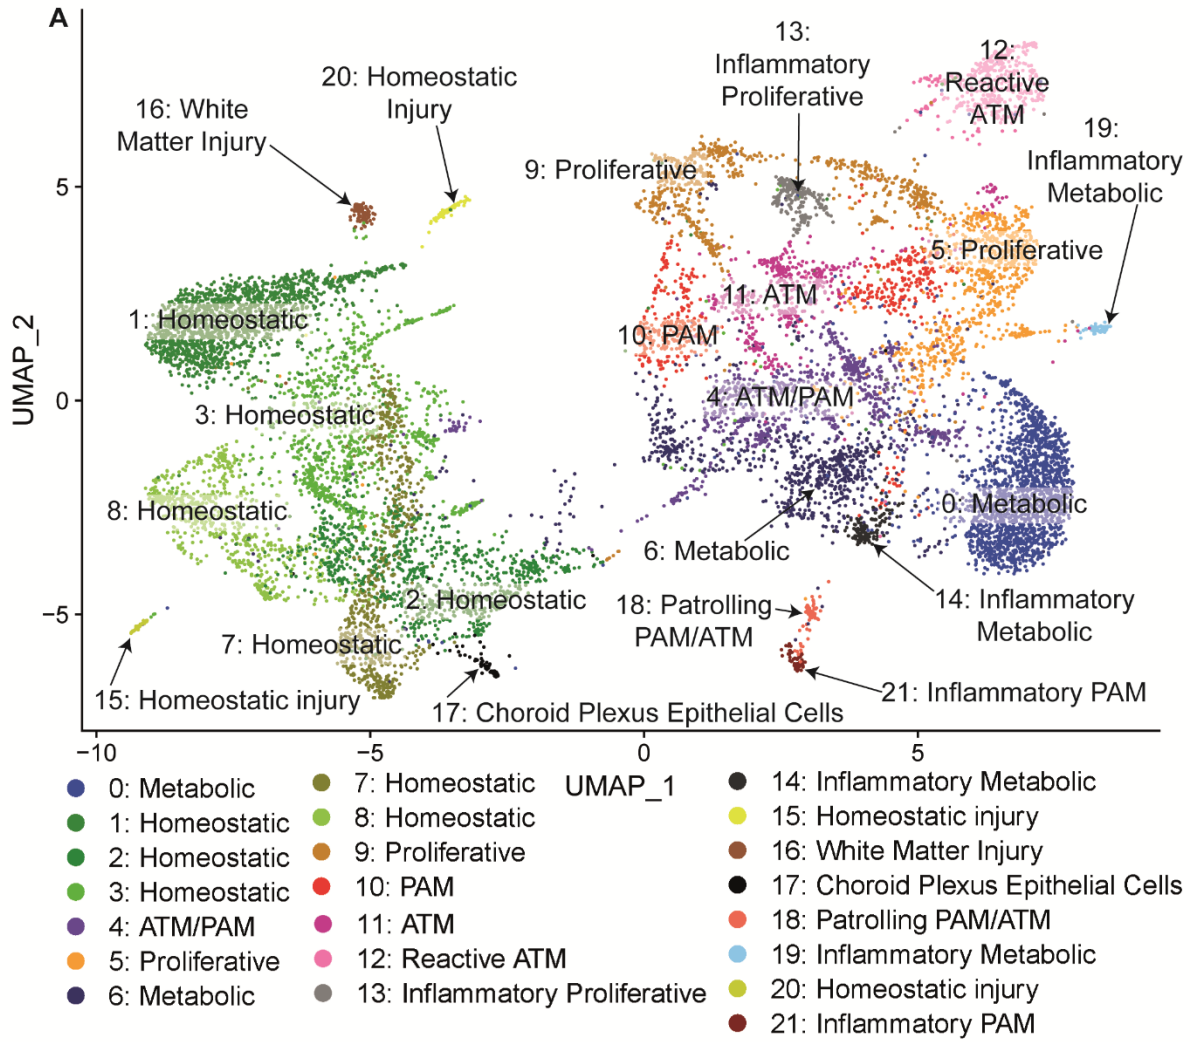 A
13:
Inflammatory
Proliferative
12:
Reactive
ATM
20: Homeostatic
Injury
16: White
Matter Injury
19:
Inflammatory
Metabolic
9: Proliferative
5: Proliferative
11: ATM
1: Homeostatic
10: PAM
4: ATM/PAM
3: Homeostatic
8: Homeostatic
0: Metabolic
6: Metabolic
2: Homeostatic
18: Patrolling
PAM/ATM
14: Inflammatory
Metabolic
7: Homeostatic
15: Homeostatic injury
17: Choroid Plexus Epithelial Cells
21: Inflammatory PAM
UMAP_2
5
0
−5
−10
−5
0
5
UMAP_1
0: Metabolic
1: Homeostatic
2: Homeostatic
3: Homeostatic
4: ATM/PAM
5: Proliferative
6: Metabolic
7: Homeostatic
8: Homeostatic
9: Proliferative
10: PAM
11: ATM
12: Reactive ATM
13: Inflammatory Proliferative
14: Inflammatory Metabolic
15: Homeostatic injury
16: White Matter Injury
17: Choroid Plexus Epithelial Cells
18: Patrolling PAM/ATM
19: Inflammatory Metabolic
20: Homeostatic injury
21: Inflammatory PAM